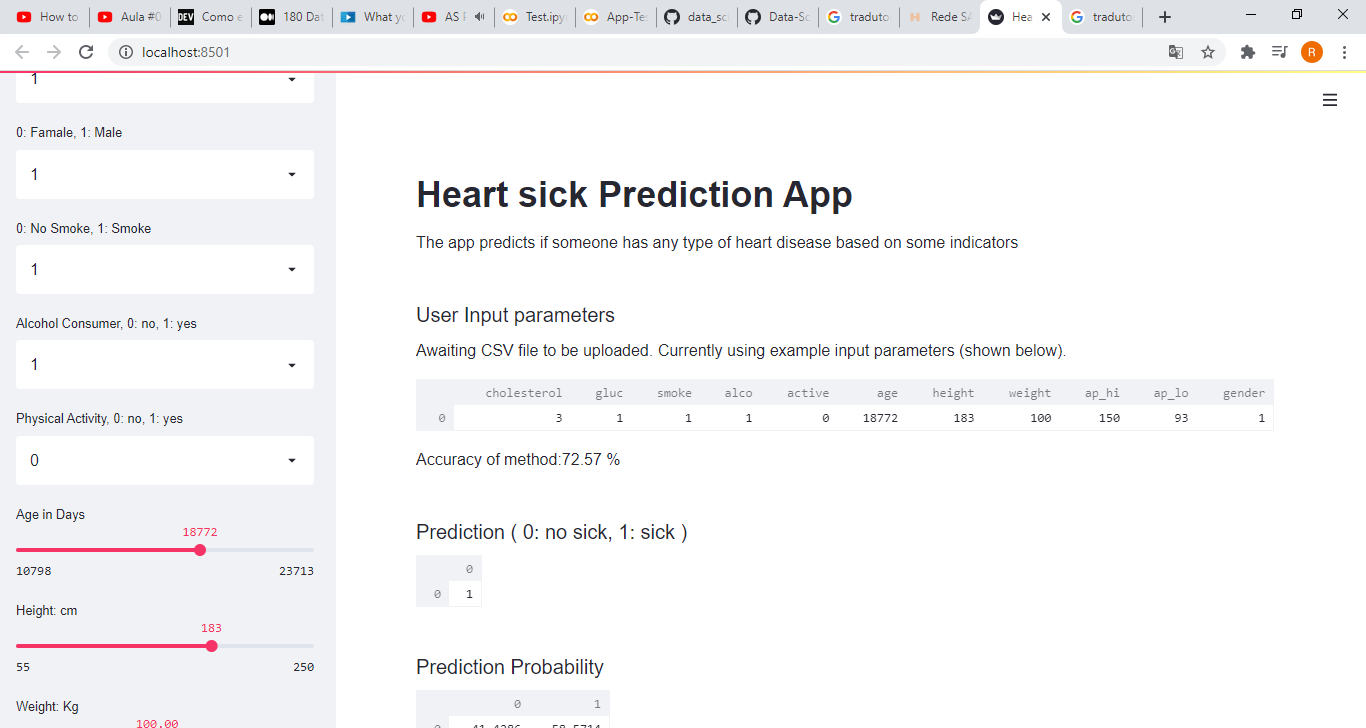 How to
Aula #0
DEV Como e
180 Dat
What yo
AS F
Test.ipy
App-Tes
data_sci
Data-Sc
traduto
H Rede SA
Hea
traduto
localhost:8501
R
1
0: Famale, 1: Male
1
0: No Smoke, 1: Smoke
1
Alcohol Consumer, 0: no, 1: yes
1
Physical Activity, 0: no, 1: yes
0
Age in Days
18772
10798 23713
Height: cm
183
55 250
Weight: Kg
100.00
Heart sick Prediction App
The app predicts if someone has any type of heart disease based on some indicators
User Input parameters
Awaiting CSV file to be uploaded. Currently using example input parameters (shown below).
cholesterol gluc smoke alco active age height weight ap_hi ap_lo gender
0 3 1 1 1 0 18772 183 100 150 93 1
Accuracy of method:72.57 %
Prediction ( 0: no sick, 1: sick )
0
0 1
Prediction Probability
0 1
0 41.4286 58.5714